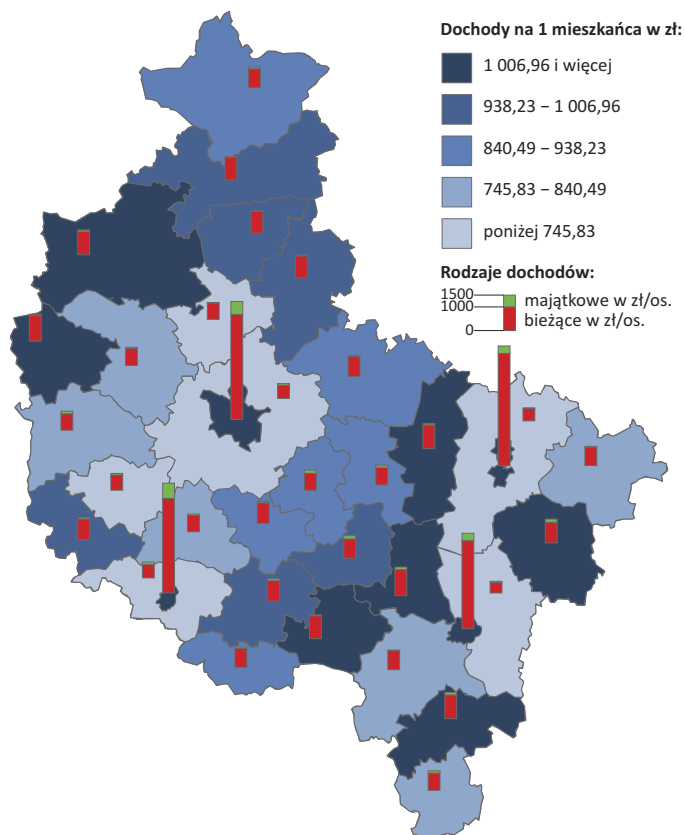 Dochody na 1 mieszkańca w zł:
1 006,96 i więcej
938,23 – 1 006,96
840,49 – 938,23
745,83 – 840,49
poniżej 745,83
Rodzaje dochodów:
1500
majątkowe w zł/os.
1000
bieżące w zł/os.
0